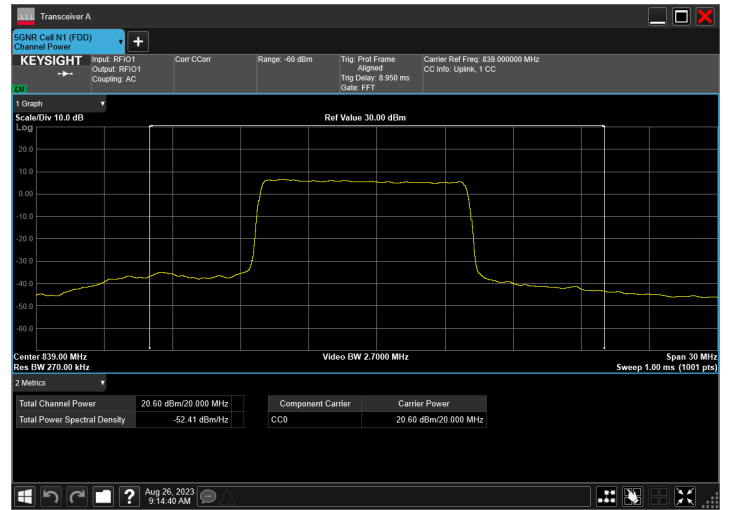 Transceiver A
5GNR Cell N1 (FDD)
Channel Power
KEYSIGHT
Input: RFIO1
Output: RFIO1
Coupling: AC
Corr CCorr
Range: -60 dBm
Trig: Prot Frame
Aligned
Trig Delay: 8.950 ms
Gate: FFT
Carrier Ref Freq: 839.000000 MHz
CC Info: Uplink, 1 CC
LXI
1 Graph
Scale/Div 10.0 dB
Ref Value 30.00 dBm
Log
20.0
10.0
0.00
-10.0
-20.0
-30.0
-40.0
-50.0
-60.0
Center 839.00 MHz
Video BW 2.7000 MHz
Span 30 MHz
Res BW 270.00 kHz
Sweep 1.00 ms (1001 pts)
2 Metrics
Total Channel Power 20.60 dBm/20.000 MHz
Total Power Spectral Density -52.41 dBm/Hz
Component Carrier Carrier Power
CC0 20.60 dBm/20.000 MHz
?
Aug 26, 2023
9:14:40 AM